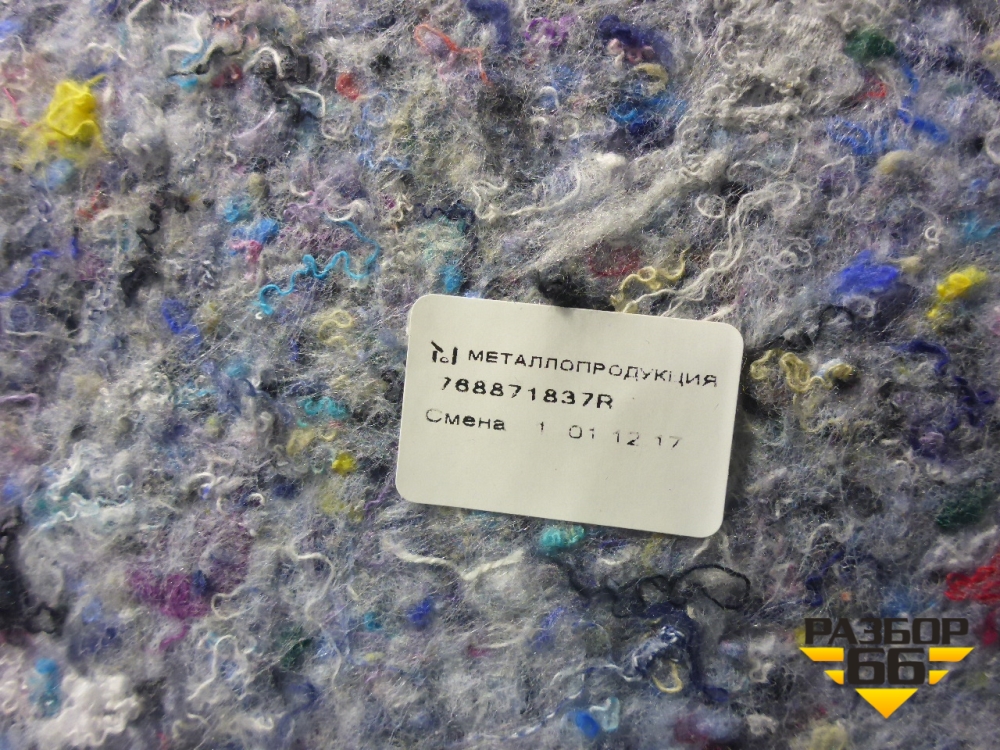 МЕТАЛЛОПРОДУКЦИЯ
768871837R
Смена 1 01 12 17
РАЗБОР
66